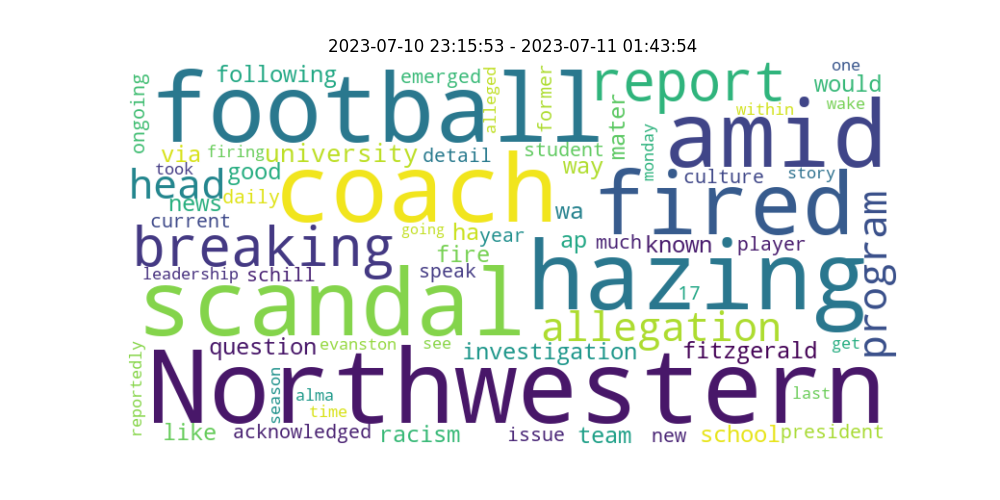 2023-07-10 23:15:53 - 2023-07-11 01:43:54
football
following
emerged
alleged
former
report
one
would
wake
within
ongoing
amid
mater
monday
via
firing
university
detail
student
way
culture
story
took
head
good
news
daily
coach
fired
wa
current
breaking
going
ha
year
fire
ap
much
known
player
program
leadership
schill
speak
hazing
17
scandal
allegation
question
evanston
see
investigation
fitzgerald
get
reportedly
Northwestern
season
alma
time
last
like
acknowledged
racism
issue
team
new
school
president